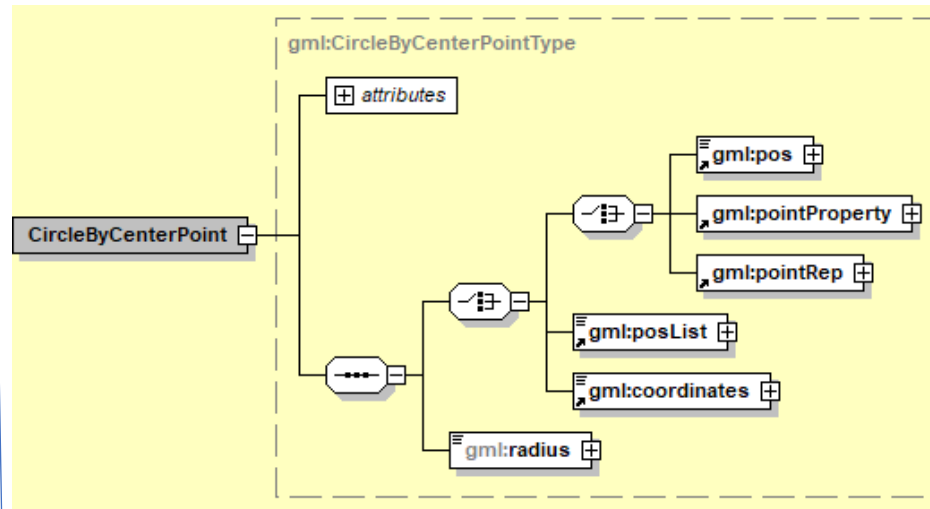 gml:CircleByCenterPointType
attributes
gml:pos
gml:pointProperty
CircleByCenterPoint
gml:pointRep
gml:posList
gml:coordinates
gml:radius